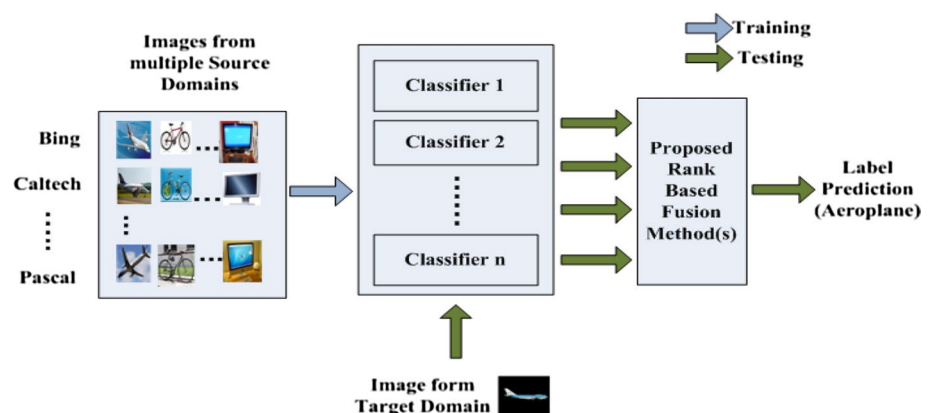 Images from
multiple Source
Domains
Training
Testing
Bing
Caltech
Pascal
Classifier 1
Classifier 2
Classifier n
Proposed
Rank
Based
Fusion
Method(s)
Label
Prediction
(Aeroplane)
Image form
Target Domain